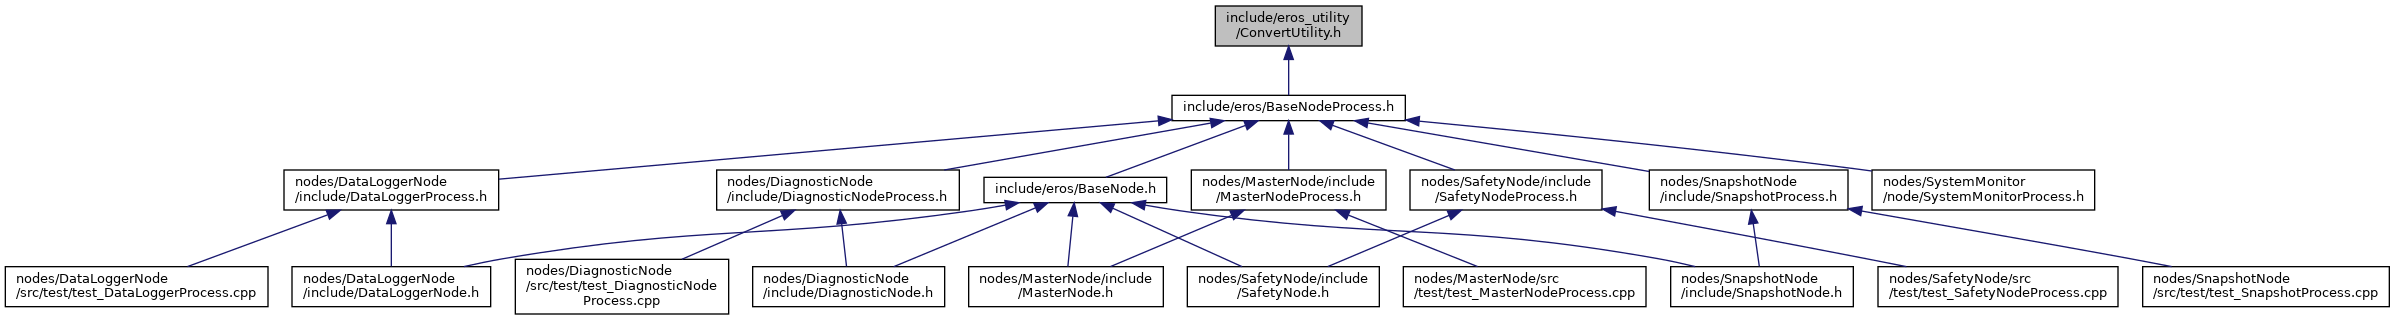 include/eros_utility
/ConvertUtility.h
include/eros/BaseNodeProcess.h
nodes/DataLoggerNode
/include/DataLoggerProcess.h
nodes/DiagnosticNode
/include/DiagnosticNodeProcess.h
include/eros/BaseNode.h
nodes/MasterNode/include
/MasterNodeProcess.h
nodes/SafetyNode/include
/SafetyNodeProcess.h
nodes/SnapshotNode
/include/SnapshotProcess.h
nodes/SystemMonitor
/node/SystemMonitorProcess.h
nodes/DataLoggerNode
/src/test/test_DataLoggerProcess.cpp
nodes/DataLoggerNode
/include/DataLoggerNode.h
nodes/DiagnosticNode
/src/test/test_DiagnosticNode
Process.cpp
nodes/DiagnosticNode
/include/DiagnosticNode.h
nodes/MasterNode/include
/MasterNode.h
nodes/SafetyNode/include
/SafetyNode.h
nodes/MasterNode/src
/test/test_MasterNodeProcess.cpp
nodes/SnapshotNode
/include/SnapshotNode.h
nodes/SafetyNode/src
/test/test_SafetyNodeProcess.cpp
nodes/SnapshotNode
/src/test/test_SnapshotProcess.cpp